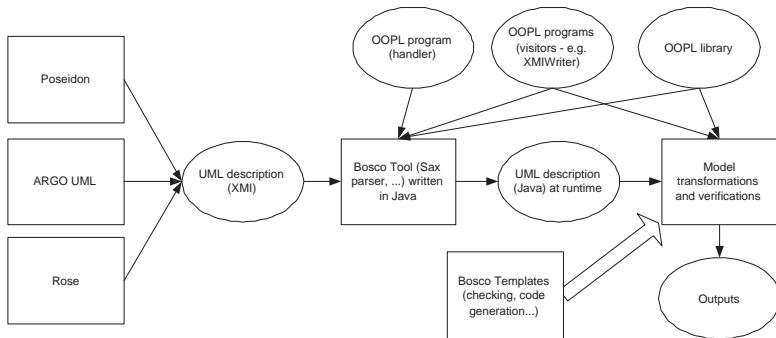 OOPL program
(handler)
OOPL programs
(visitors - e.g.
XMIWriter)
OOPL library
Poseidon
ARGO UML
Rose
UML description
(XMI)
Bosco Tool (Sax
parser, ...) written
in Java
UML description
(Java) at runtime
Model
transformations
and verifications
Bosco Templates
(checking, code
generation...)
Outputs